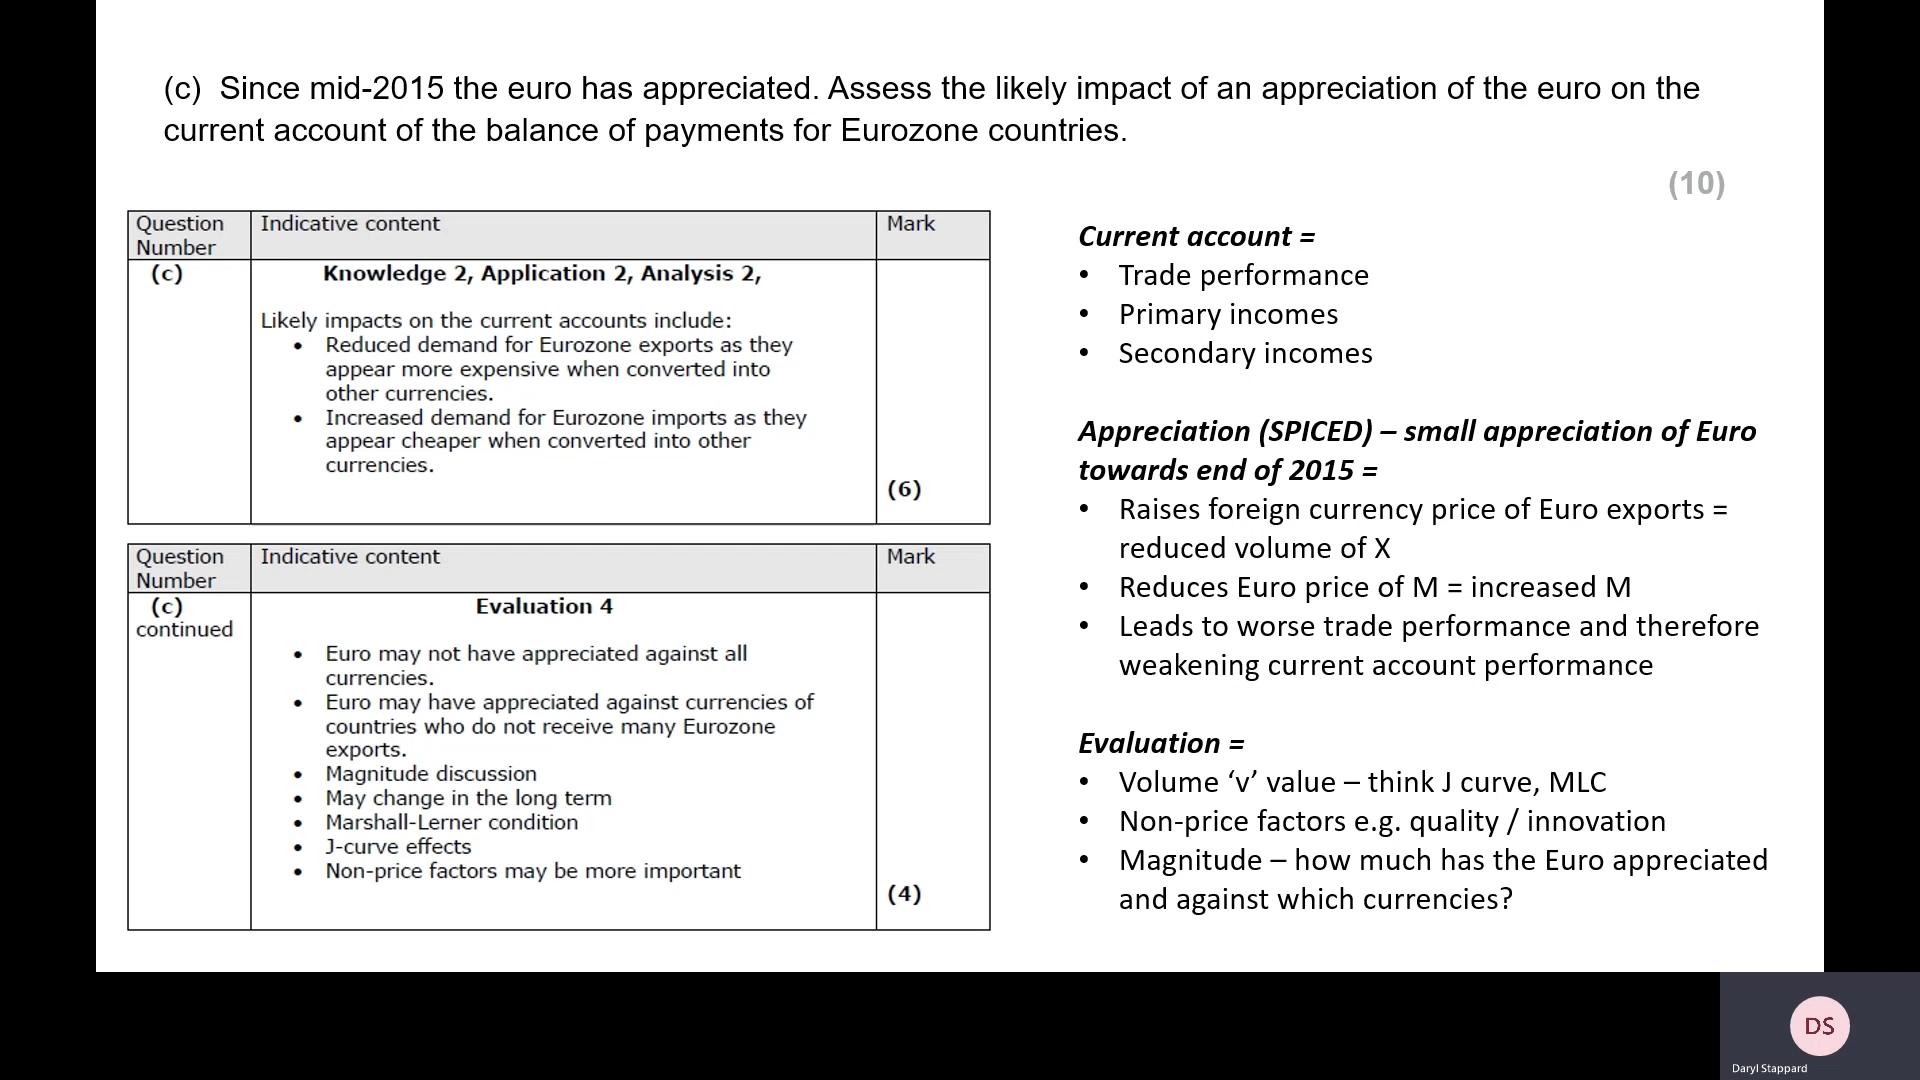 (c) Since mid-2015 the euro has appreciated. Assess the likely impact of an appreciation of the euro on the
current account of the balance of payments for Eurozone countries.
(10)
Question
Number
Indicative content
Mark
(c)
Knowledge 2, Application 2, Analysis 2,
Likely impacts on the current accounts include:
• Reduced demand for Eurozone exports as they
appear more expensive when converted into
other currencies.
• Increased demand for Eurozone imports as they
appear cheaper when converted into other
currencies.
(6)
Question
Number
Indicative content
Mark
(c)
continued
Evaluation 4
• Euro may not have appreciated against all
currencies.
• Euro may have appreciated against currencies of
countries who do not receive many Eurozone
exports.
• Magnitude discussion
• May change in the long term
• Marshall-Lerner condition
• J-curve effects
• Non-price factors may be more important
(4)
Current account =
• Trade performance
• Primary incomes
• Secondary incomes
Appreciation (SPICED) – small appreciation of Euro
towards end of 2015 =
• Raises foreign currency price of Euro exports =
reduced volume of X
• Reduces Euro price of M = increased M
• Leads to worse trade performance and therefore
weakening current account performance
Evaluation =
• Volume ‘v’ value – think J curve, MLC
• Non-price factors e.g. quality / innovation
• Magnitude – how much has the Euro appreciated
and against which currencies?
DS
Daryl Stappard